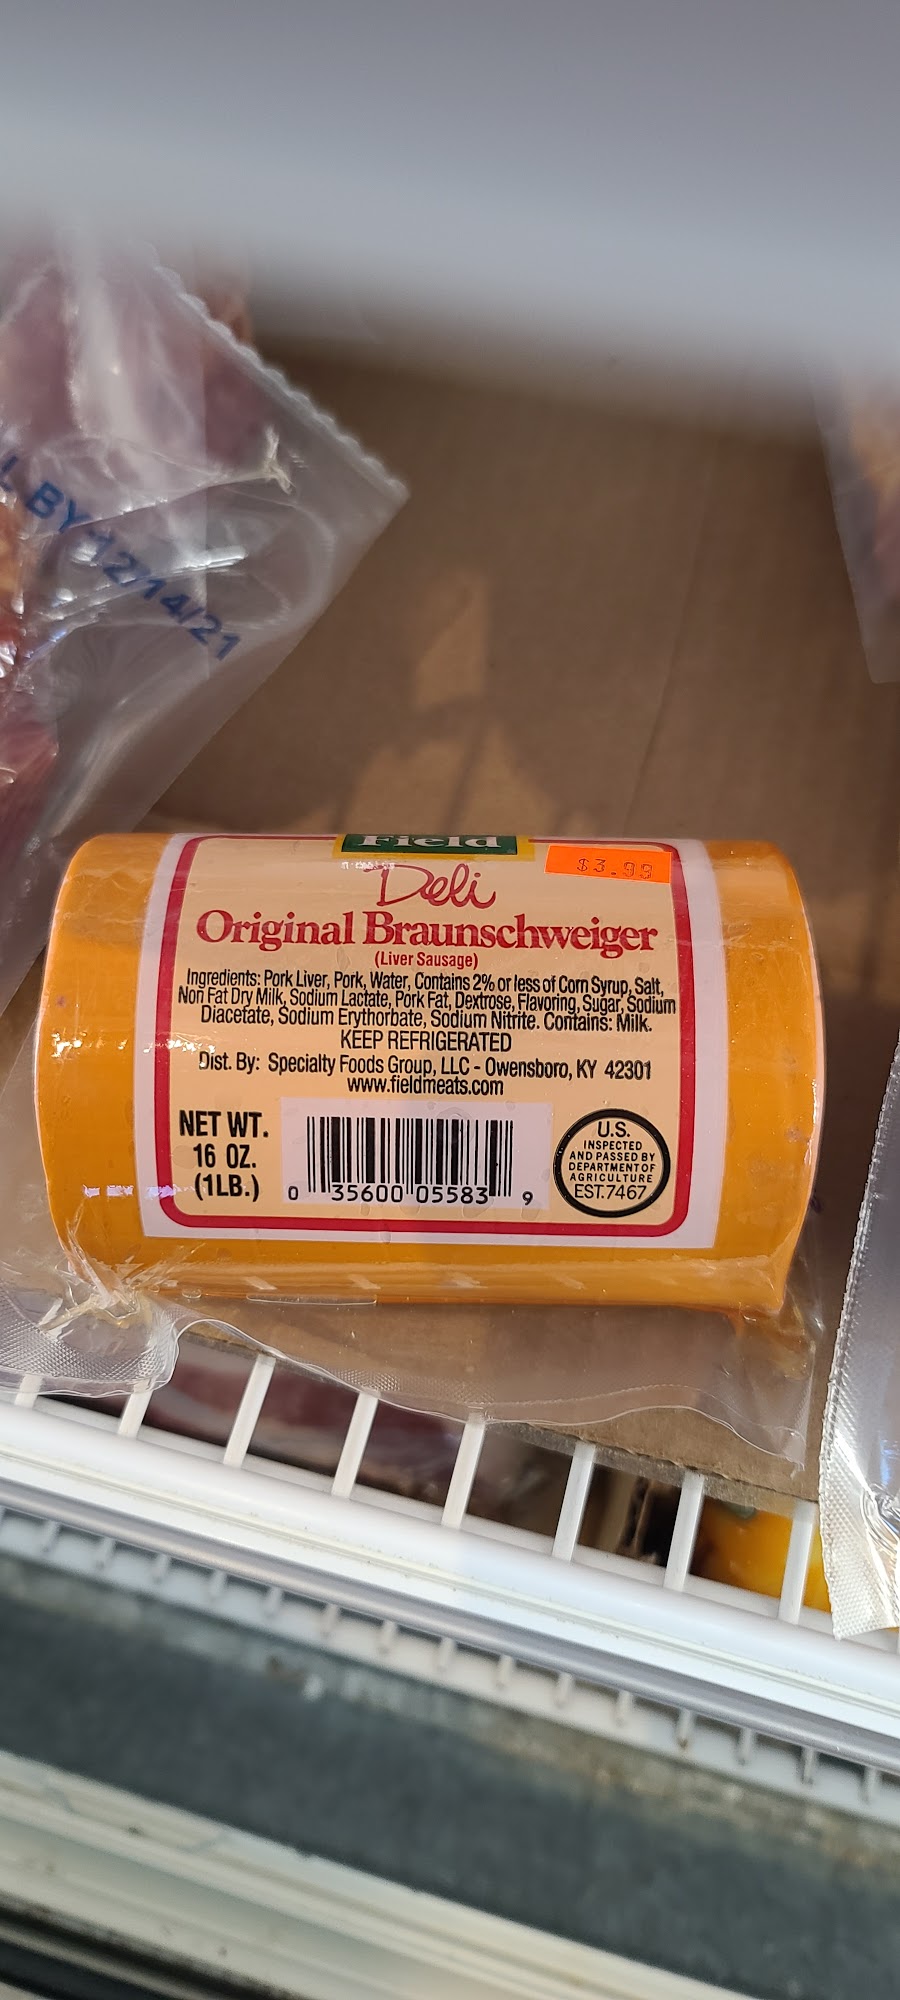 BY 12/14/21
Field
$3.99
Deli
Original Braunschweiger
(Liver Sausage)
Ingredients: Pork Liver, Pork, Water, Contains 2% or less of Corn Syrup, Salt,
Non Fat Dry Milk, Sodium Lactate, Pork Fat, Dextrose, Flavoring, Sugar, Sodium
Diacetate, Sodium Erythorbate, Sodium Nitrite. Contains: Milk.
KEEP REFRIGERATED
Dist. By: Specialty Foods Group, LLC - Owensboro, KY 42301
www.fieldmeats.com
NET WT.
16 OZ.
(1LB.)
0 35600 05583 9
U.S.
INSPECTED
AND PASSED BY
DEPARTMENT OF
AGRICULTURE
EST.7467